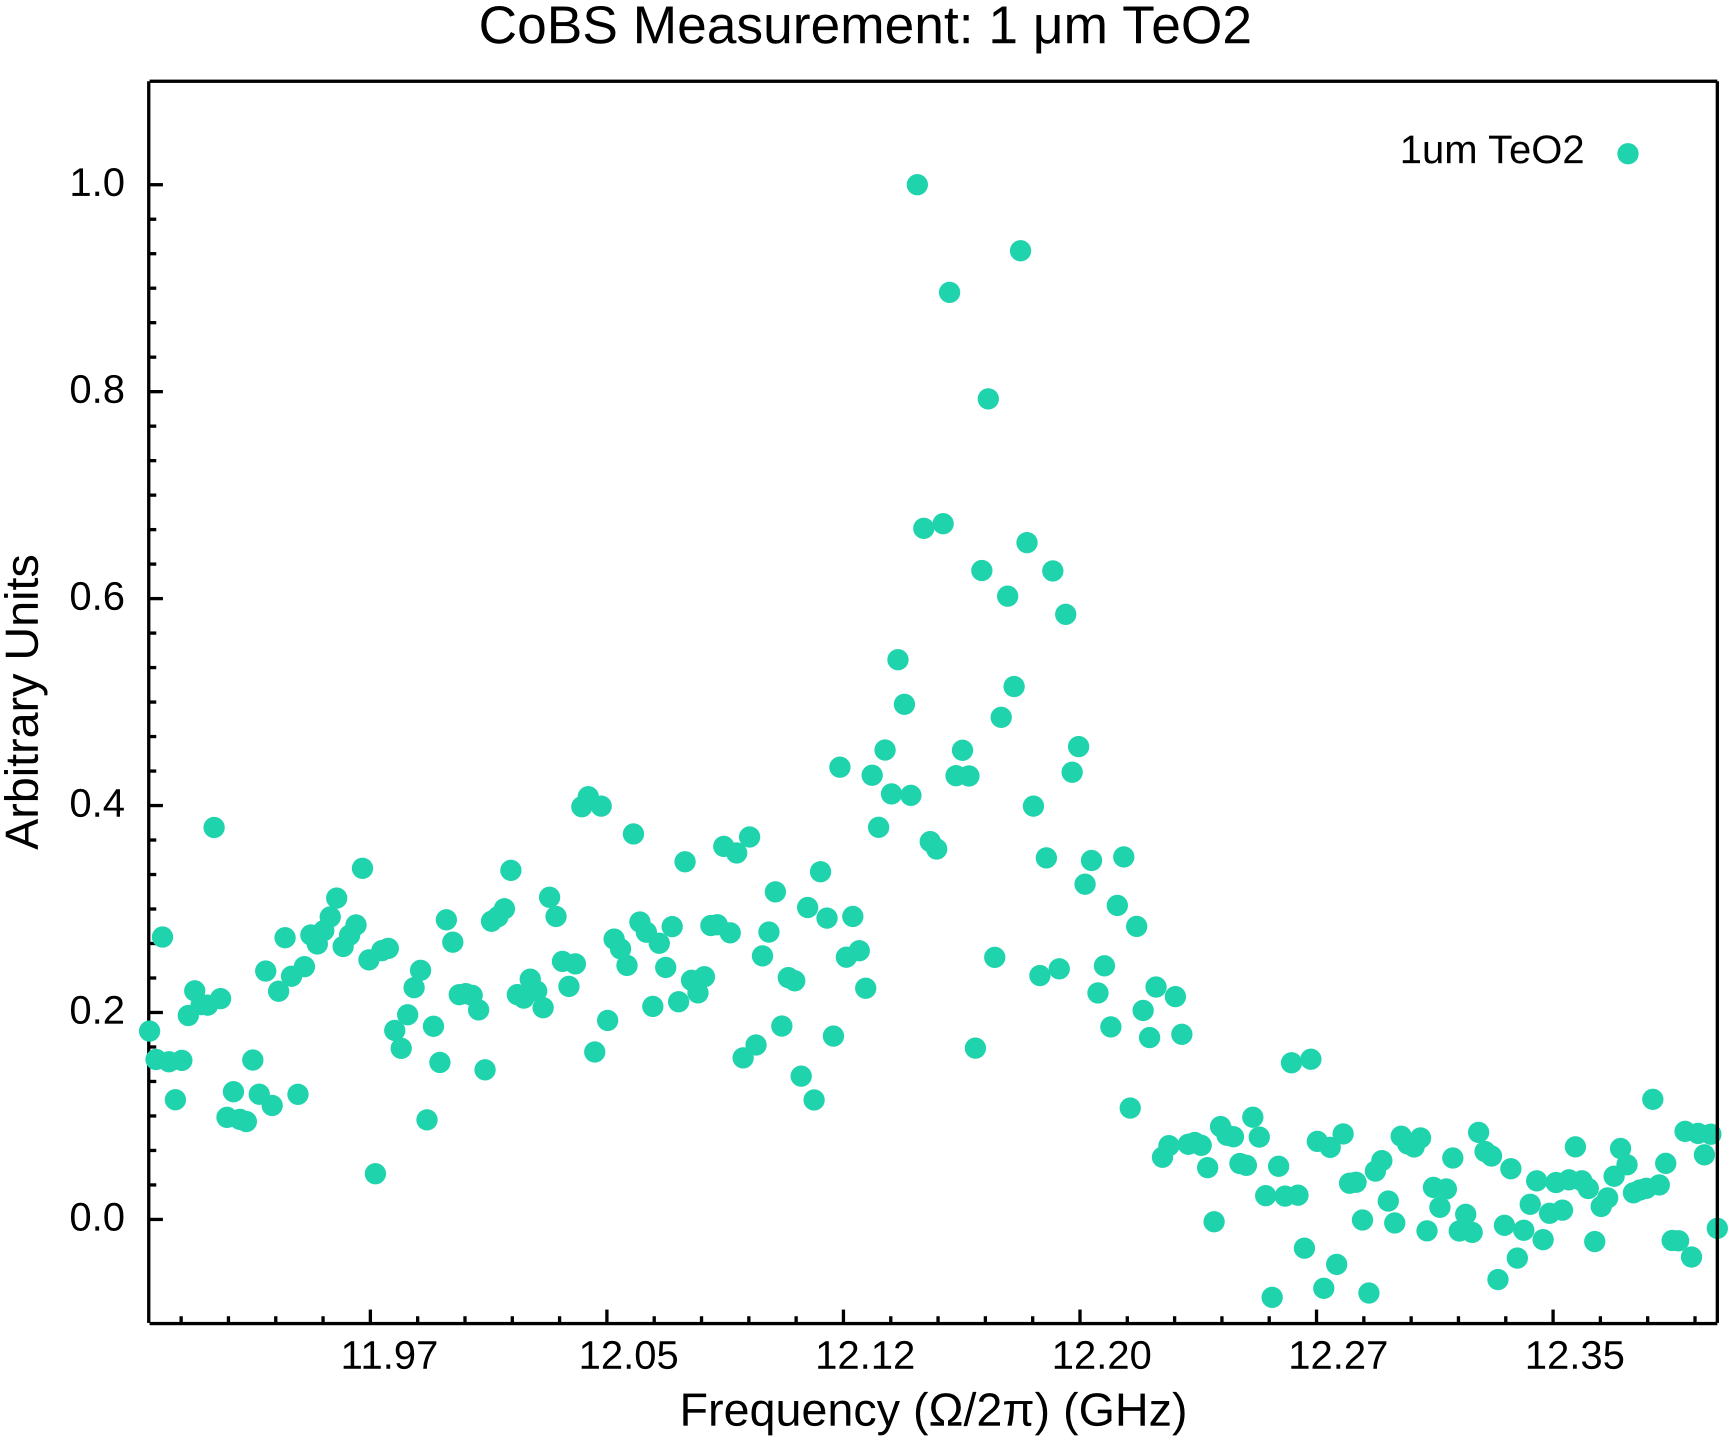 CoBS Measurement: 1 μm TeO2
1um TeO2
1.0
0.8
0.6
0.4
0.2
0.0
Arbitrary Units
11.97 12.05 12.12 12.20 12.27 12.35
Frequency (Ω/2π) (GHz)